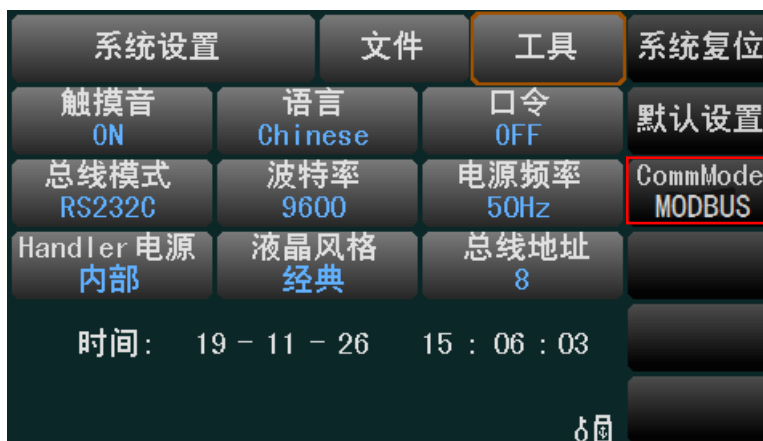 系统设置 文件 工具 系统复位
触摸音 语言 口令 默认设置
ON Chinese OFF
总线模式 波特率 电源频率 CommMode
RS232C 9600 50Hz MODBUS
Handler电源 液晶风格 总线地址
内部 经典 8
时间: 19-11-26 15:06:03